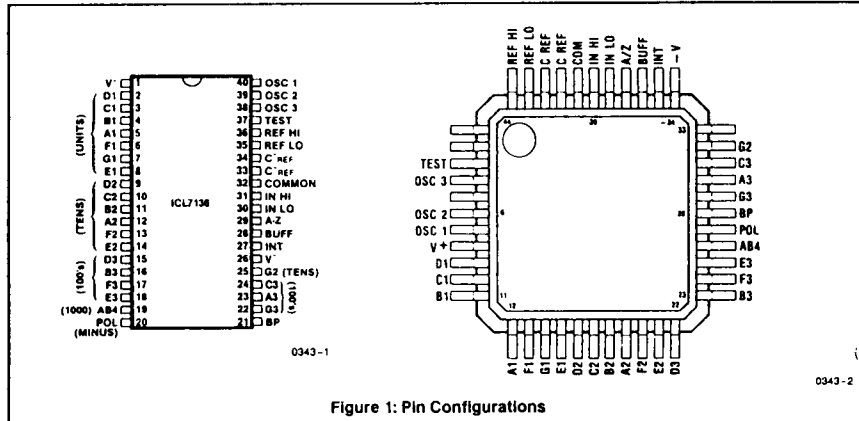 V 1 40 OSC 1
D1 2 39 OSC 2
C1 3 38 OSC 3
B1 4 37 TEST
A1 5 36 REF HI
F1 6 35 REF LO
G1 7 34 C REF
E1 8 33 C REF
D2 9 32 COMMON
C2 10 31 IN HI
B2 11 30 IN LO
A2 12 29 A-Z
F2 13 28 BUFF
E2 14 27 INT
D3 15 26 V
B3 16 25 G2 (TENS)
F3 17 24 C3
E3 18 23 A3
(1000) AB4 19 22 G3
POL 20 21 BP
(MINUS)
(UNITS)
(TENS)
(100's)
(100's)
ICL7136
0343-1
REF HI
REF LO
C REF
C REF
COM
IN HI
IN LO
A/Z
BUFF
INT
-V
44
34
33
TEST
OSC 3
OSC 2
OSC 1
V+
D1
C1
B1
6
11
12
G2
C3
A3
G3
BP
POL
AB4
E3
F3
B3
23
22
A1
F1
G1
E1
D2
C2
B2
A2
F2
E2
D3
0343-2
Figure 1: Pin Configurations